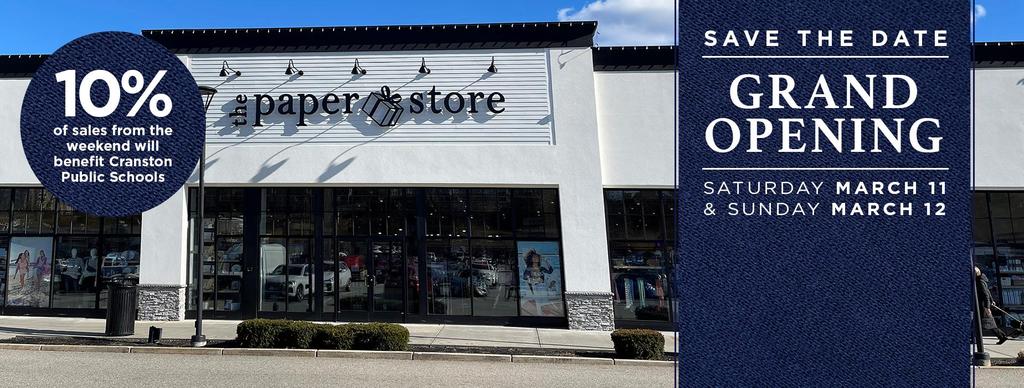 10%
of sales from the
weekend will
benefit Cranston
Public Schools
the paper store
SAVE THE DATE
GRAND
OPENING
SATURDAY MARCH 11
& SUNDAY MARCH 12